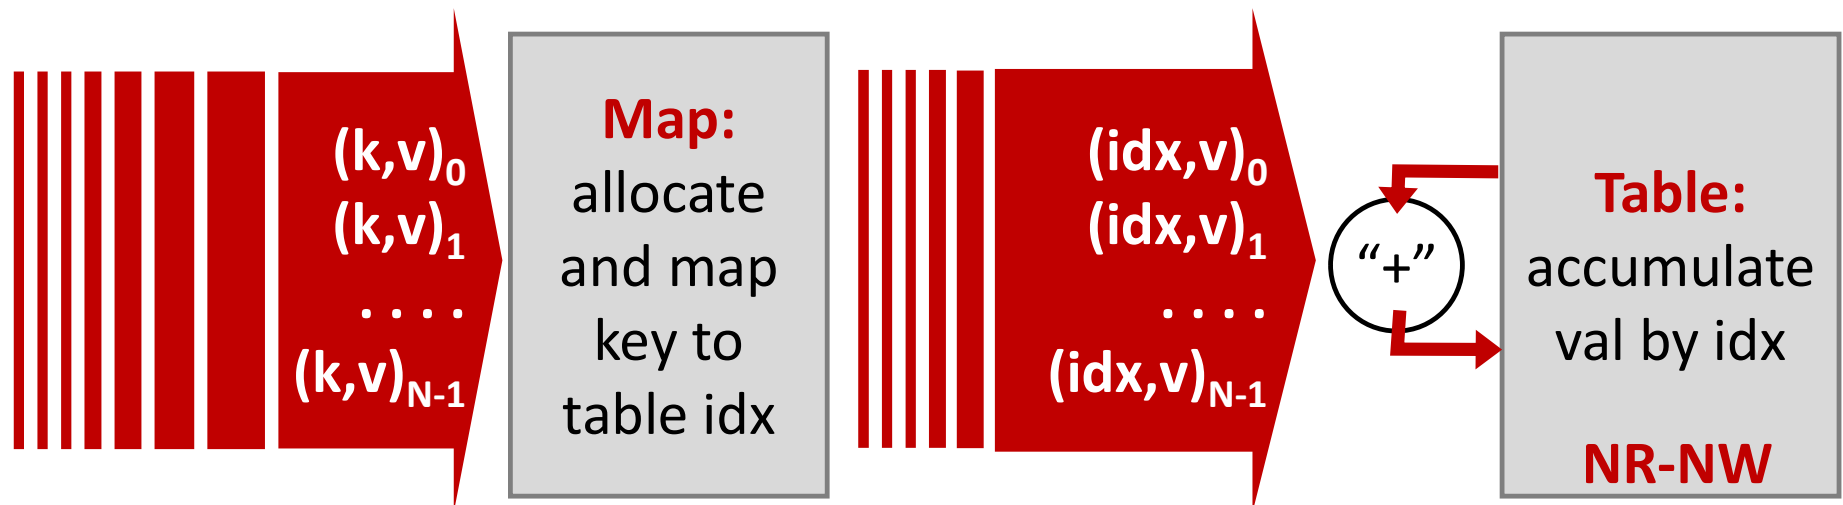 (k,v)0
(k,v)1
. . . .
(k,v)N-1
Map:
allocate
and map
key to
table idx
(idx,v)0
(idx,v)1
. . . .
(idx,v)N-1
“+”
Table:
accumulate
val by idx
NR-NW